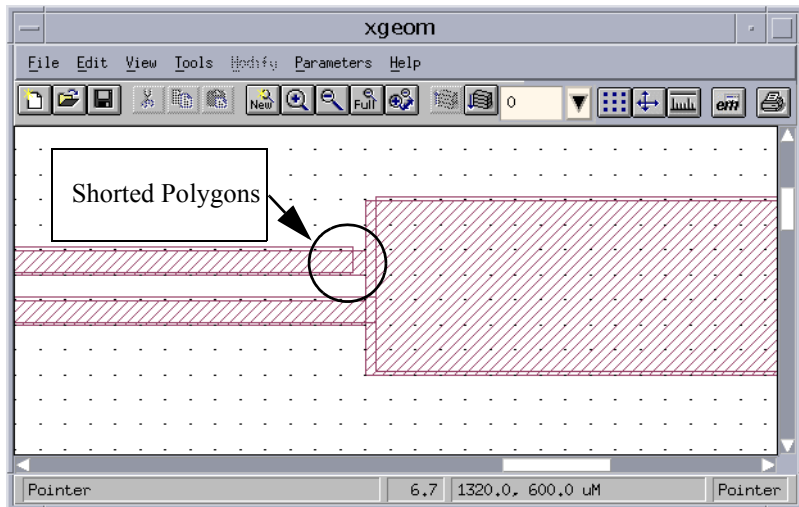 xgeom
File Edit View Tools Modify Parameters Help
New Full 0 em
Shorted Polygons
Pointer 6.7 1320.0, 600.0 uM Pointer